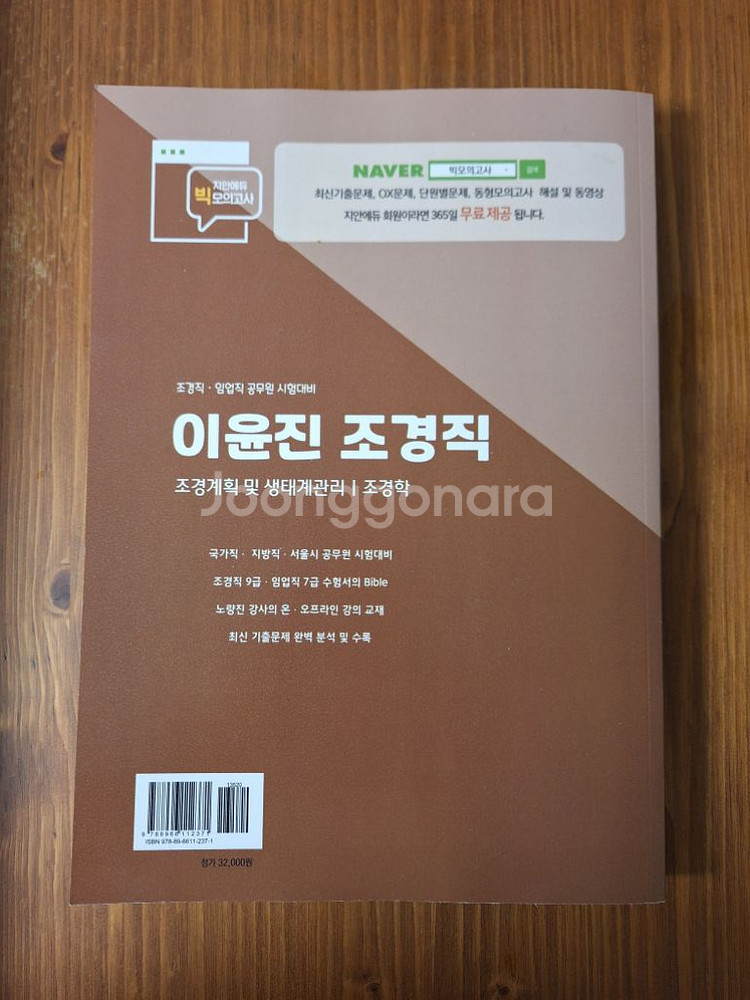 지안에듀
빅모의고사
NAVER 빅모의고사 검색
최신기출문제, OX문제, 단원별문제, 동형모의고사 해설 및 동영상
지안에듀 회원이라면 365일 무료 제공 됩니다.
조경직 · 임업직 공무원 시험대비
이윤진 조경직
조경계획 및 생태계관리 | 조경학
Joonggonara
국가직 · 지방직 · 서울시 공무원 시험대비
조경직 9급 · 임업직 7급 수험서의 Bible
노량진 강사의 온 · 오프라인 강의 교재
최신 기출문제 완벽 분석 및 수록
13520
9 788966 112371
ISBN 978-89-6611-237-1
정가 32,000원